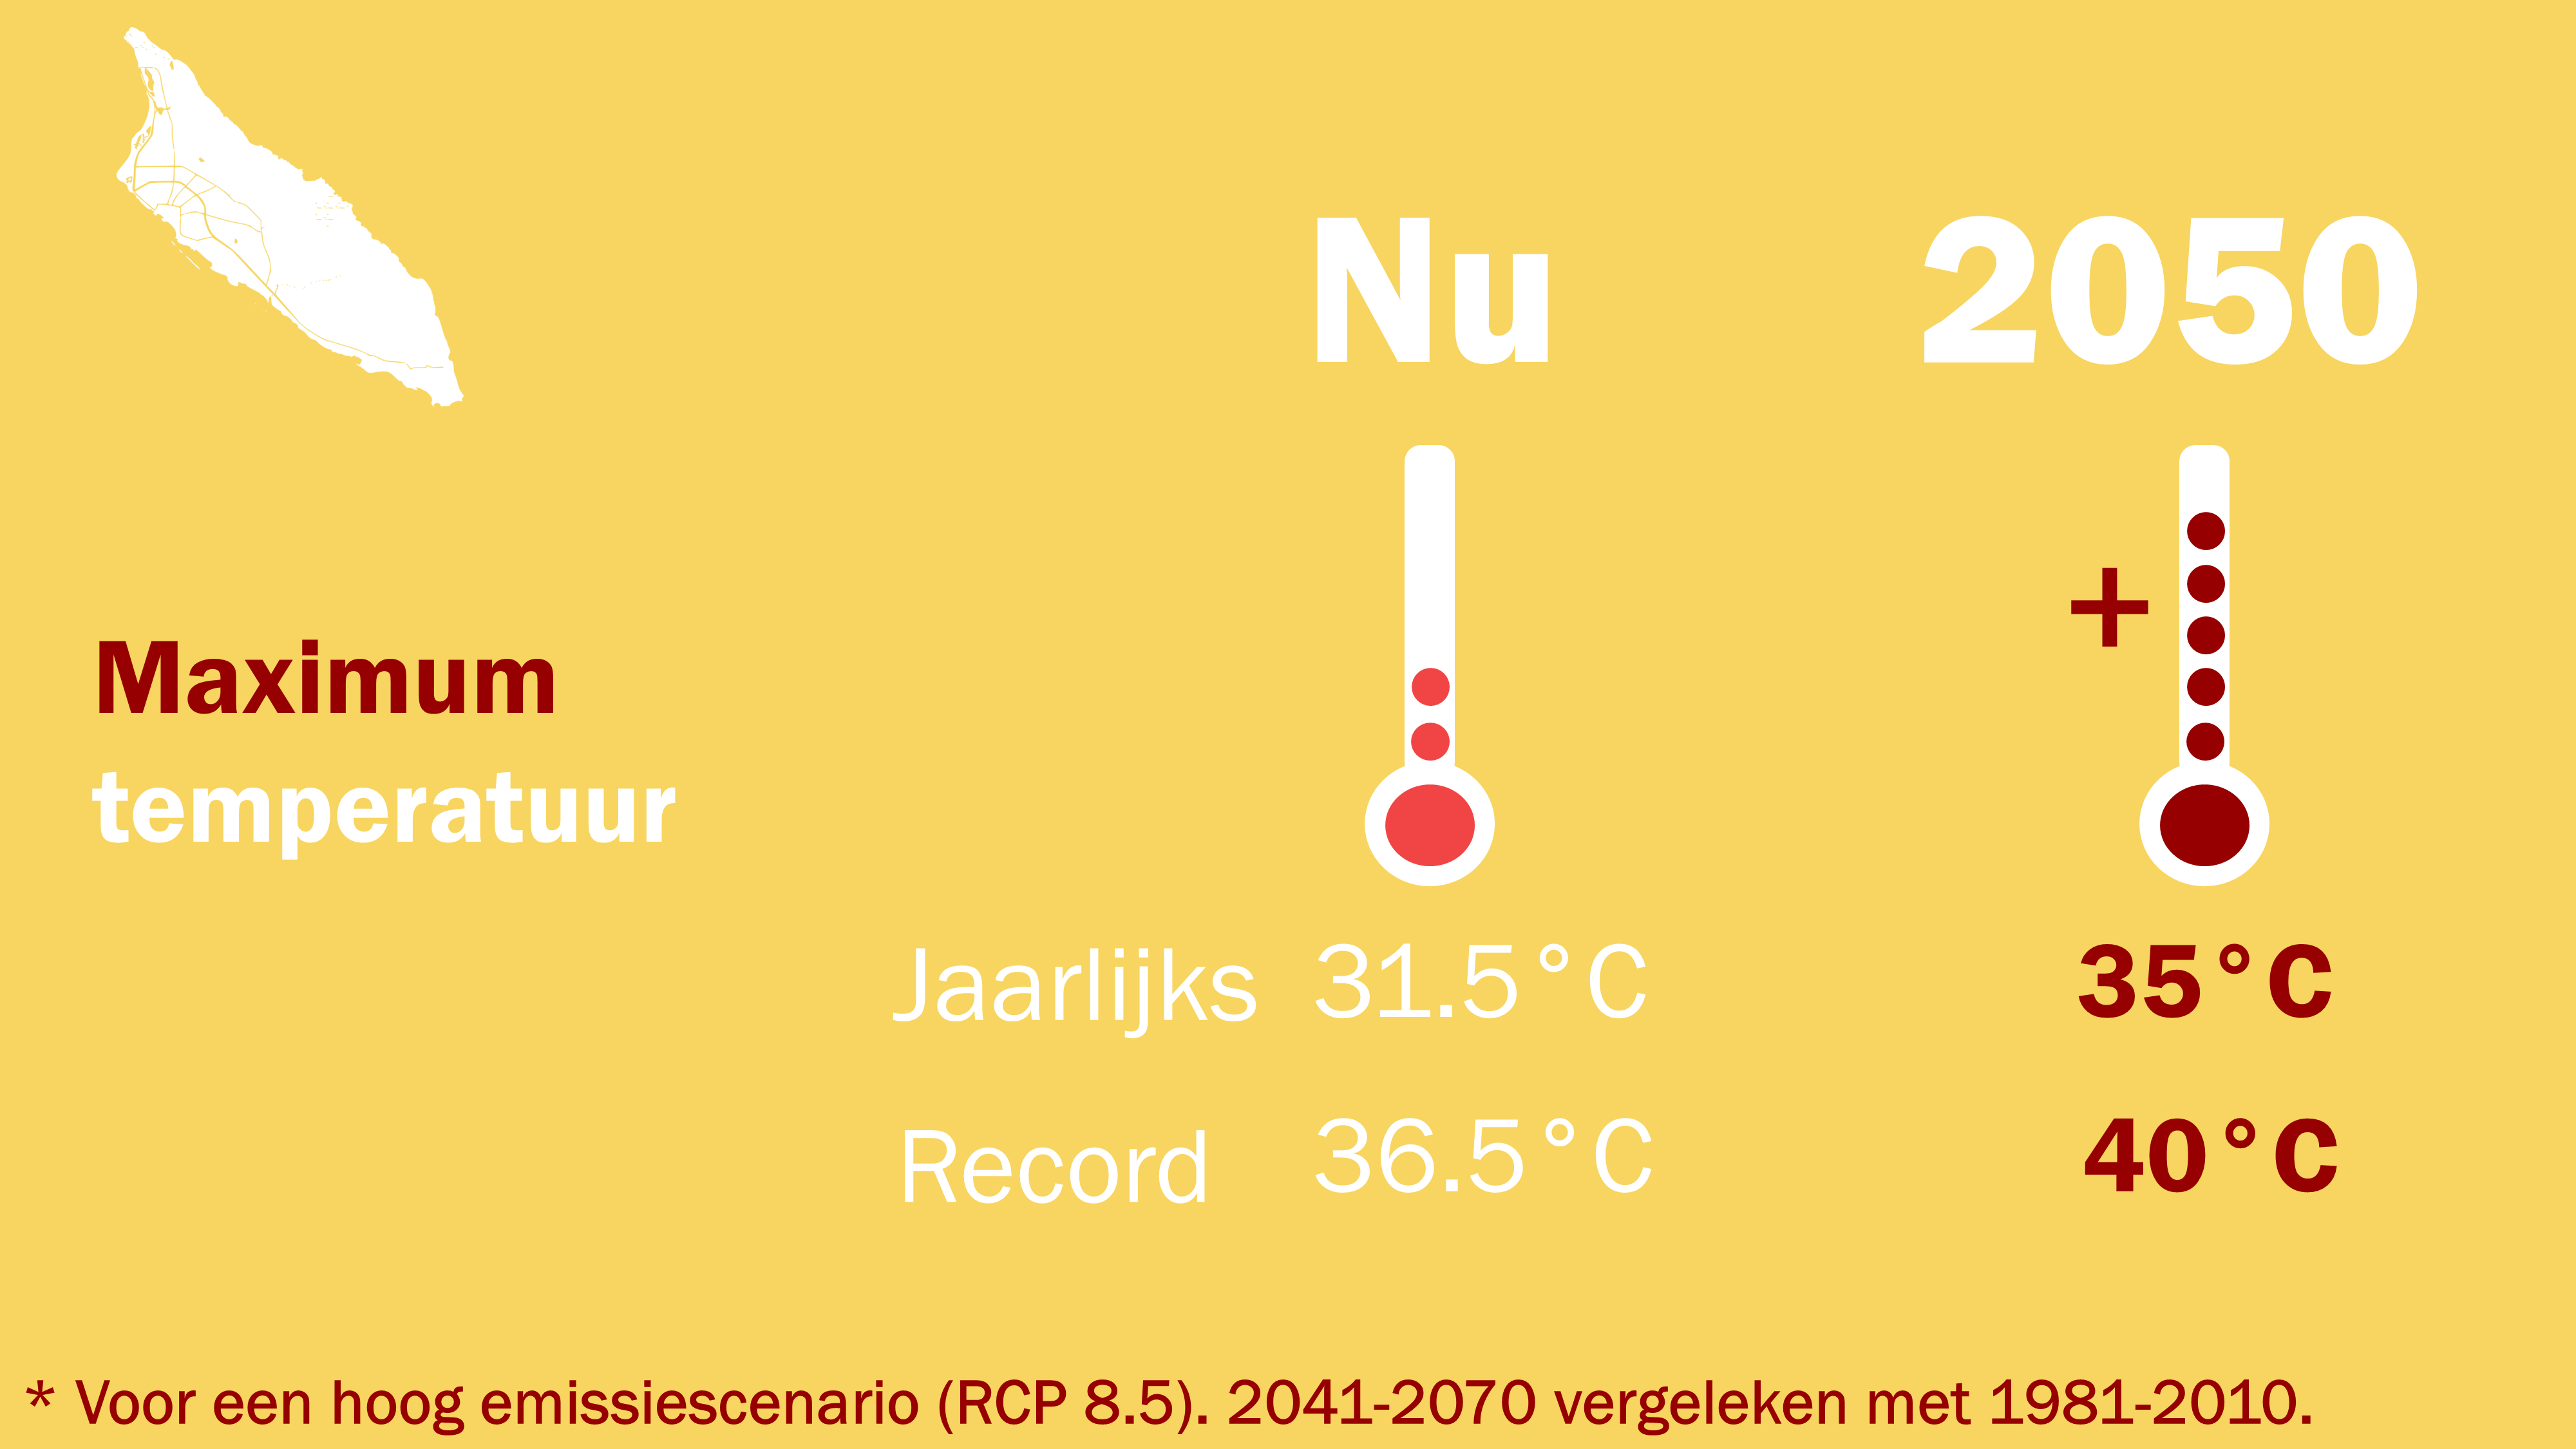 Nu 2050
+
Maximum
temperatuur
Jaarlijks 31.5°C 35°C
Record 36.5°C 40°C
* Voor een hoog emissiescenario (RCP 8.5). 2041-2070 vergeleken met 1981-2010.